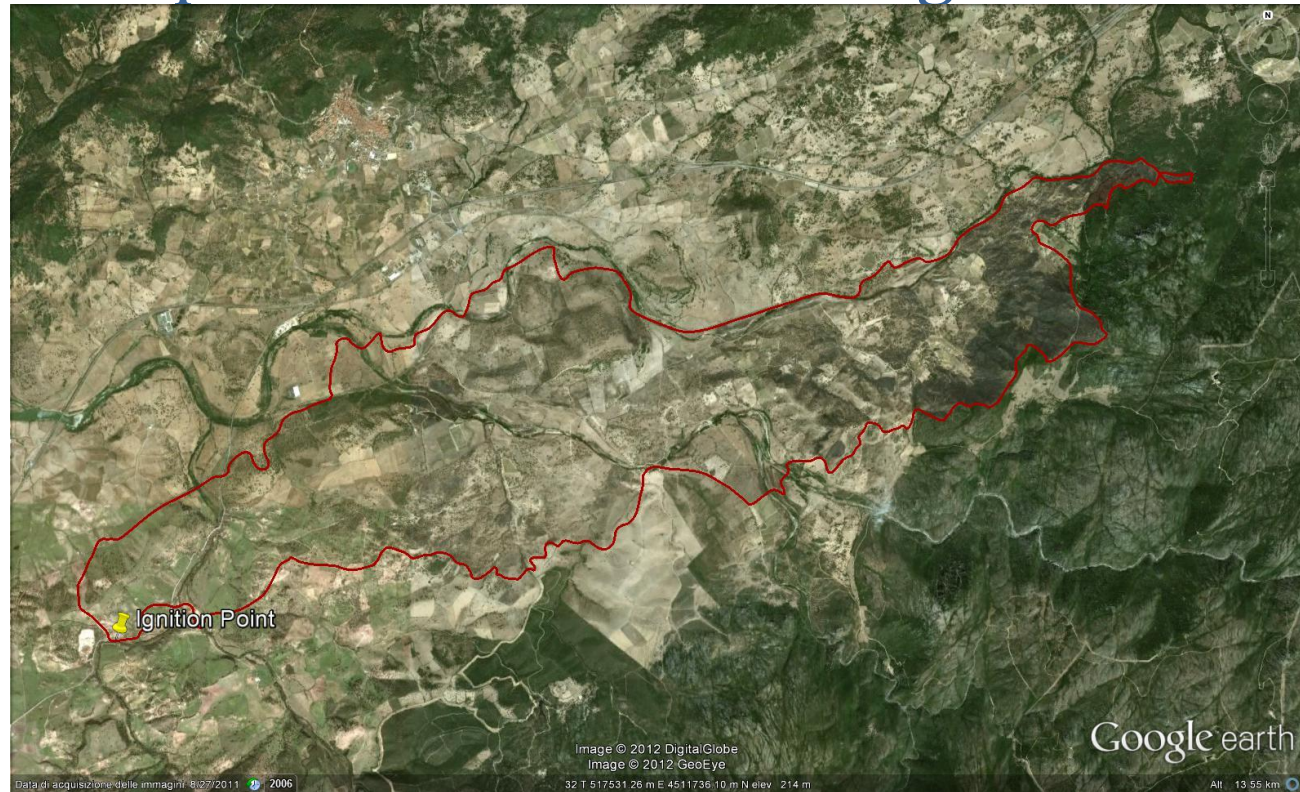 N
Ignition Point
Image © 2012 DigitalGlobe
Image © 2012 GeoEye
Google earth
Data di acquisizione delle immagini: 8/27/2011 2006
32 T 517531.26 m E 4511736.10 m N elev 214 m
Alt 13.55 km